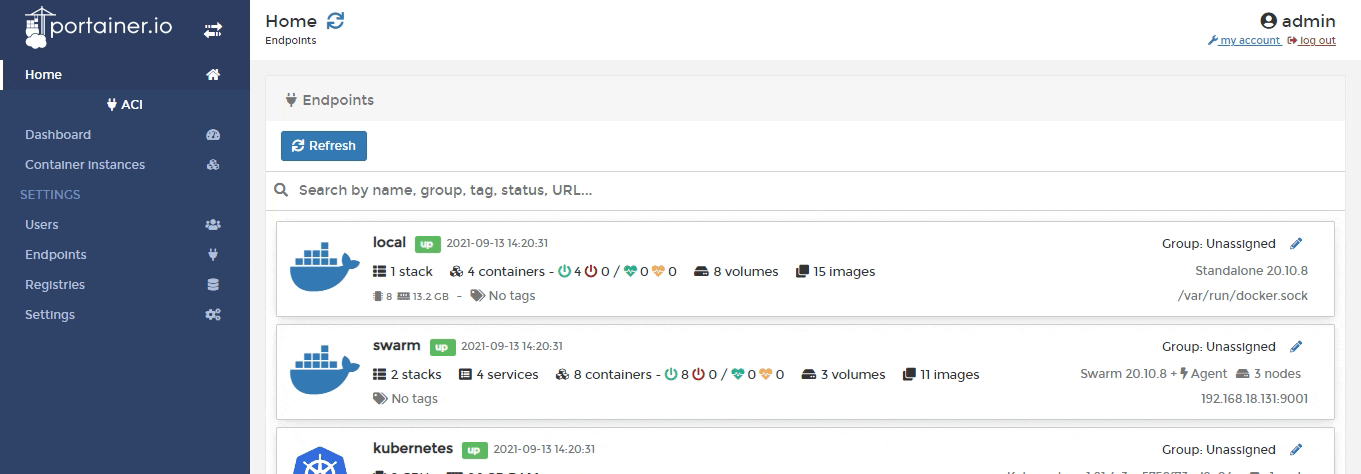 portainer.io
Home
ACI
Dashboard
Container instances
SETTINGS
Users
Endpoints
Registries
Settings
Home
Endpoints
admin
my account log out
Endpoints
Refresh
Search by name, group, tag, status, URL...
local up 2021-09-13 14:20:31 Group: Unassigned
1 stack 4 containers - 4 0 / 0 0 8 volumes 15 images Standalone 20.10.8
8 13.2 GB - No tags /var/run/docker.sock
swarm up 2021-09-13 14:20:31 Group: Unassigned
2 stacks 4 services 8 containers - 8 0 / 0 0 3 volumes 11 images Swarm 20.10.8 + Agent 3 nodes
No tags 192.168.18.131:9001
kubernetes up 2021-09-13 14:20:31 Group: Unassigned